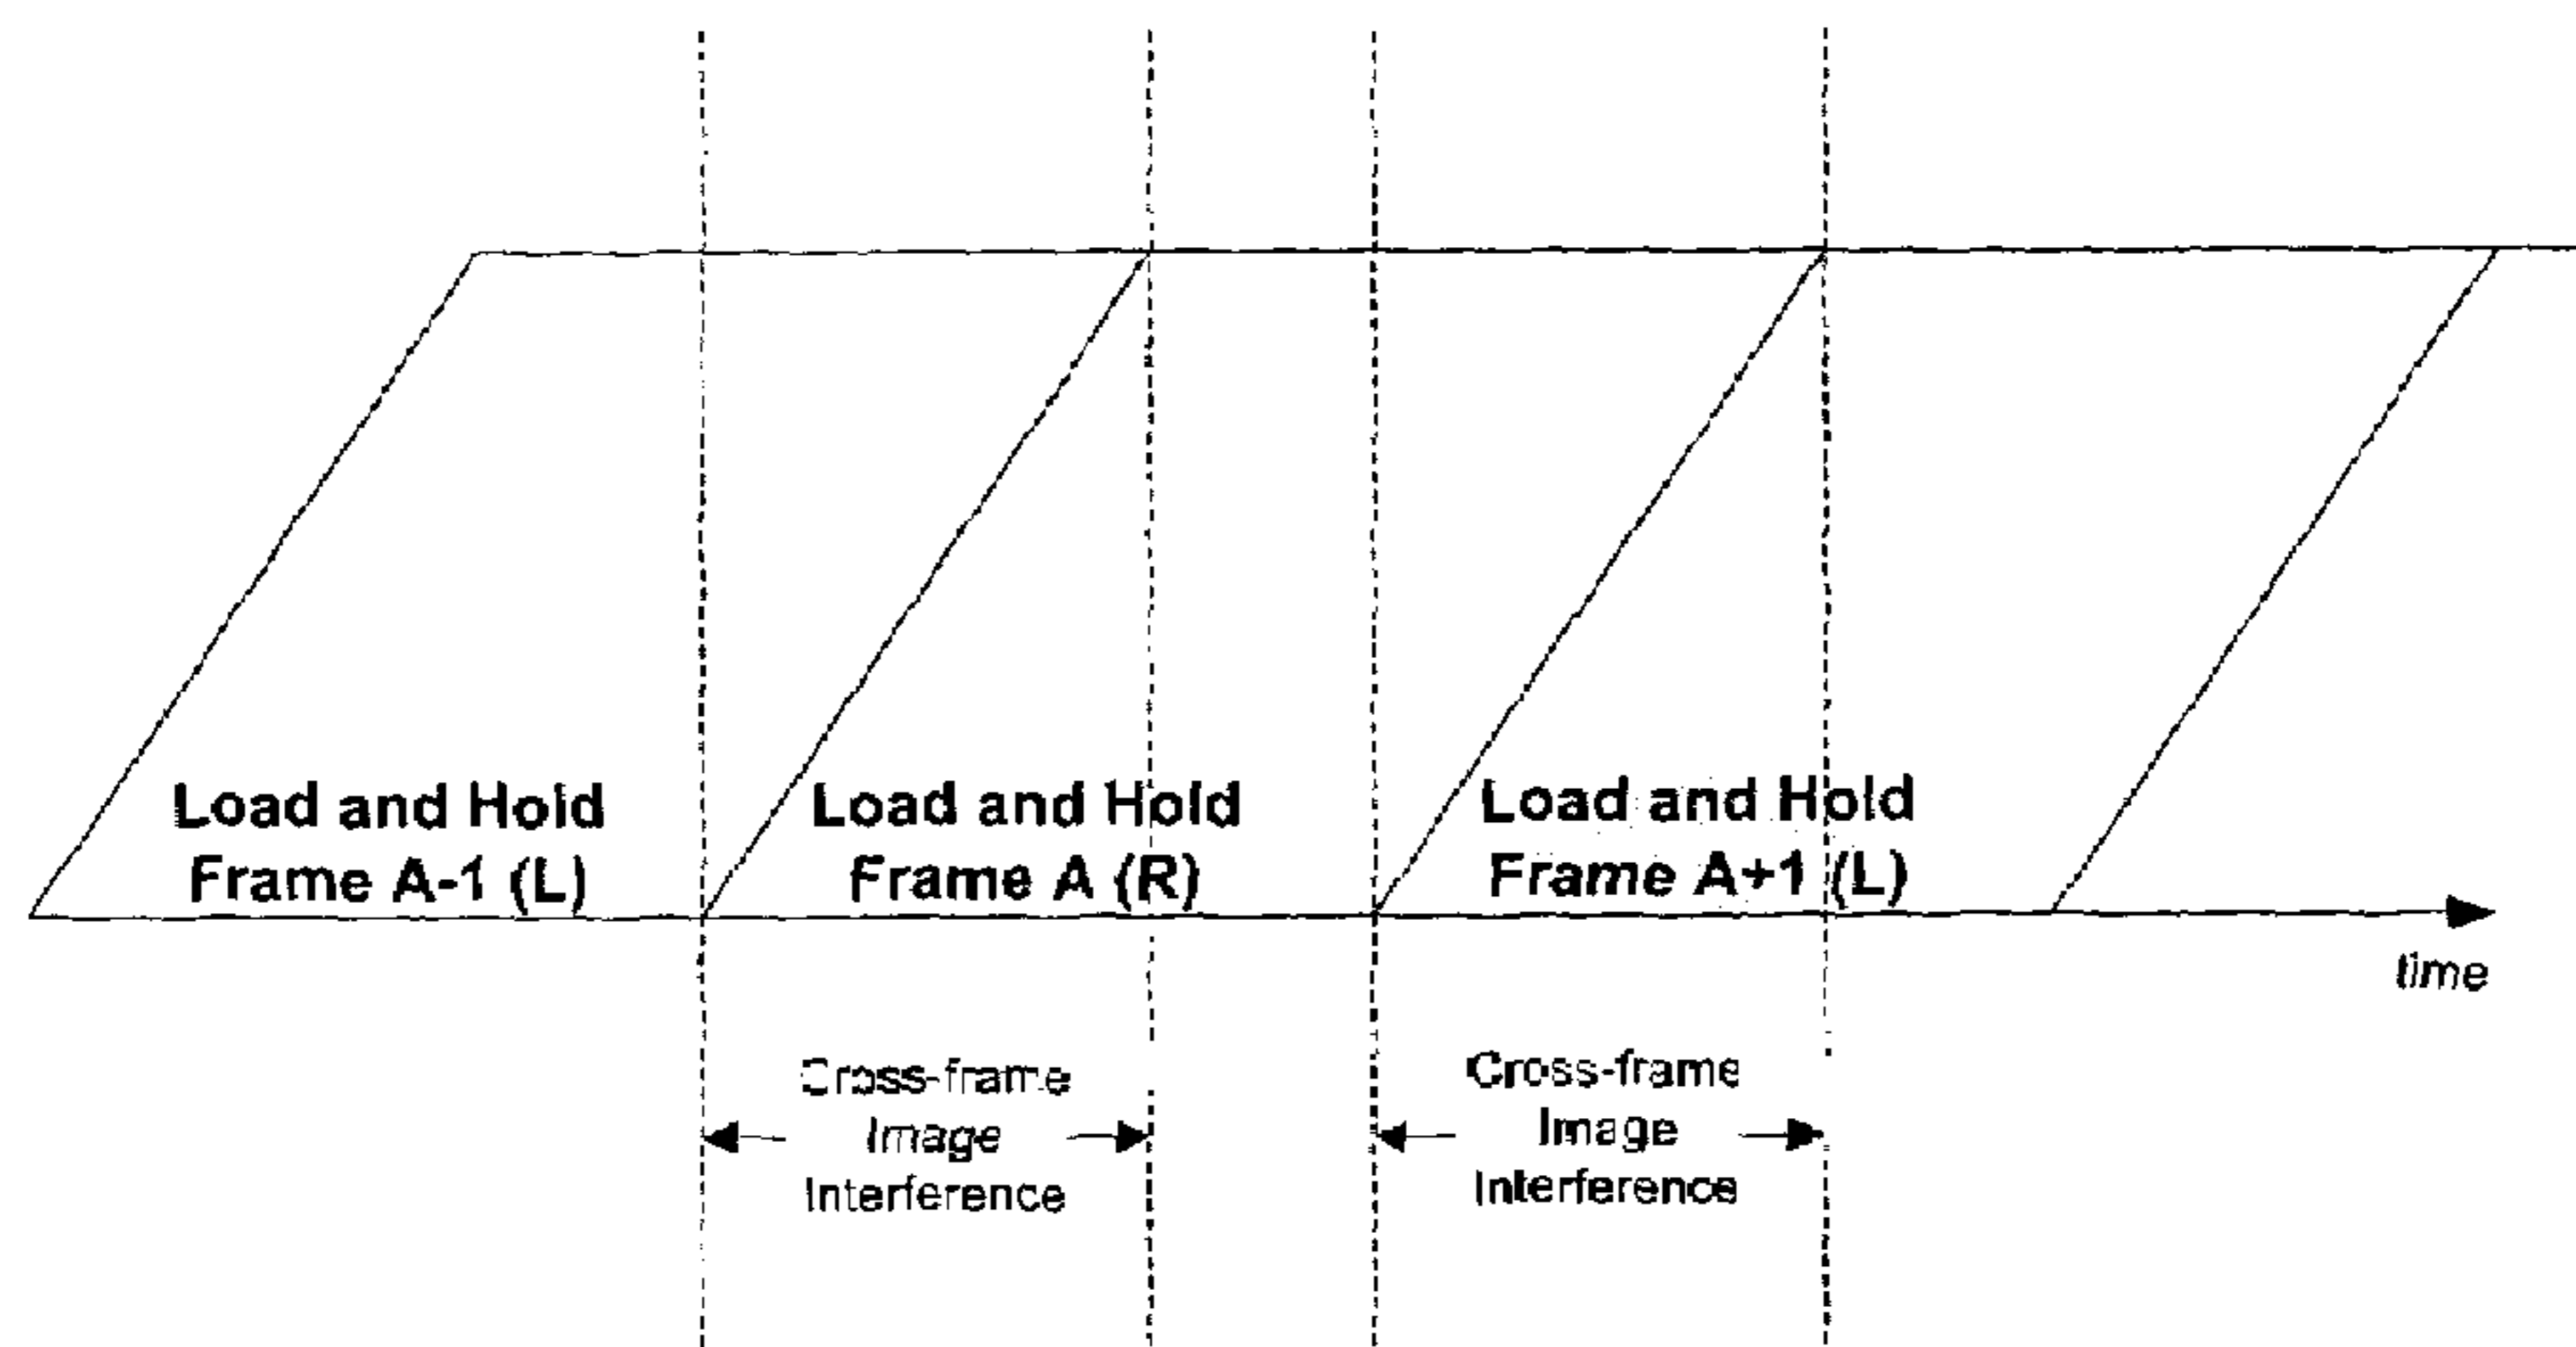 Load and Hold
Frame A-1 (L)
Load and Hold
Frame A (R)
Load and Hold
Frame A+1 (L)
time
Cross-frame
Image
Interference
Cross-frame
Image
Interference